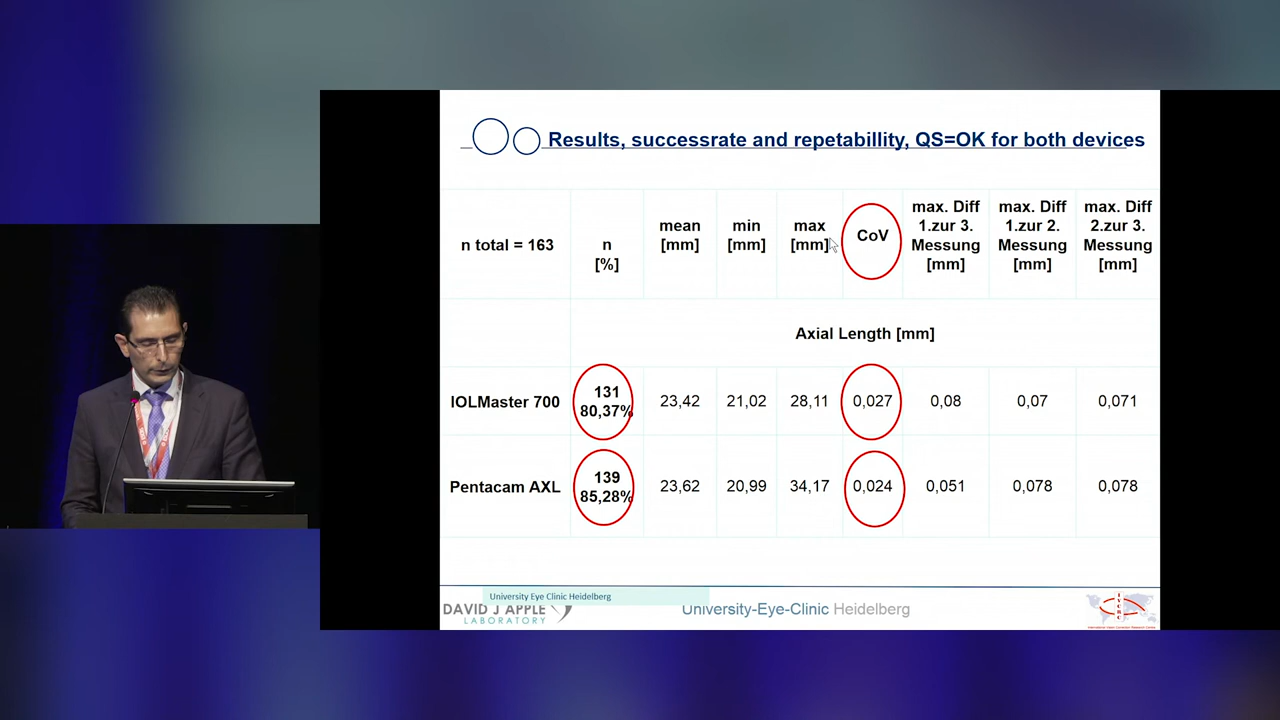 Results, successrate and repetabillity, QS=OK for both devices
n total = 163
n
[%]
mean
[mm]
min
[mm]
max
[mm]
CoV
max. Diff
1.zur 3.
Messung
[mm]
max. Diff
1.zur 2.
Messung
[mm]
max. Diff
2.zur 3.
Messung
[mm]
Axial Length [mm]
IOLMaster 700
131
80,37%
23,42
21,02
28,11
0,027
0,08
0,07
0,071
Pentacam AXL
139
85,28%
23,62
20,99
34,17
0,024
0,051
0,078
0,078
University Eye Clinic Heidelberg
DAVID J APPLE
LABORATORY
University-Eye-Clinic Heidelberg